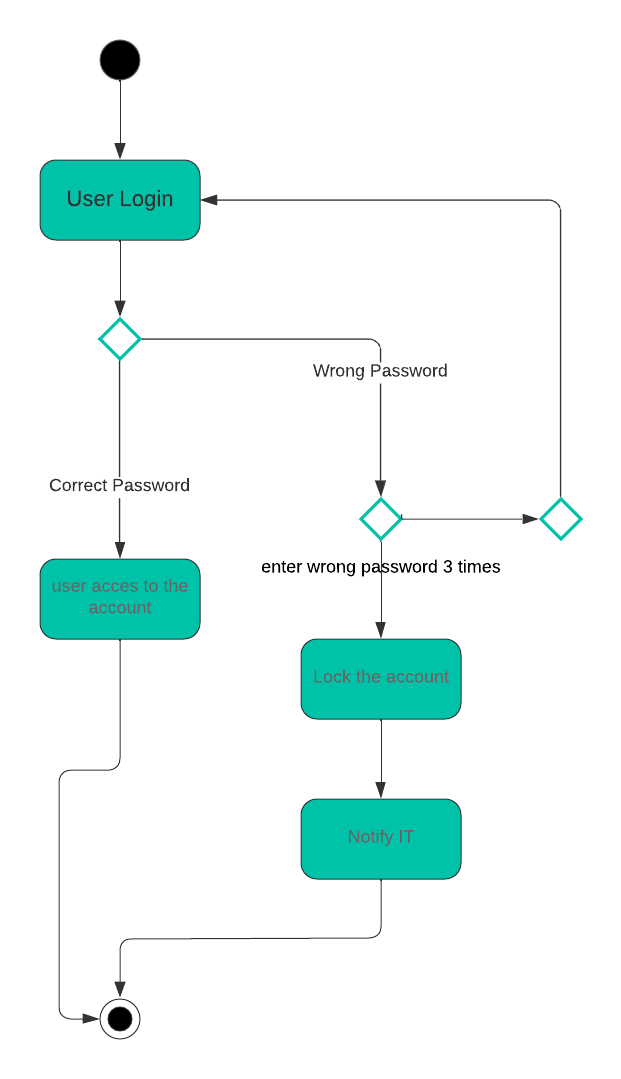 User Login
Wrong Password
Correct Password
enter wrong password 3 times
user acces to the
account
Lock the account
Notify IT